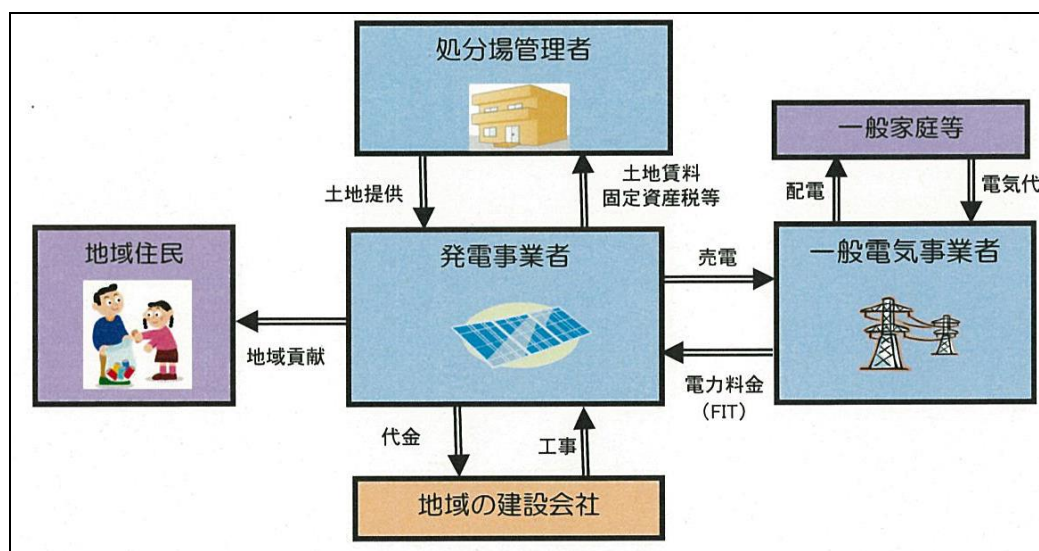 処分場管理者
一般家庭等
土地提供
土地賃料
固定資産税等
配電
電気代
地域住民
発電事業者
売電
一般電気事業者
地域貢献
電力料金
(FIT)
代金
工事
地域の建設会社